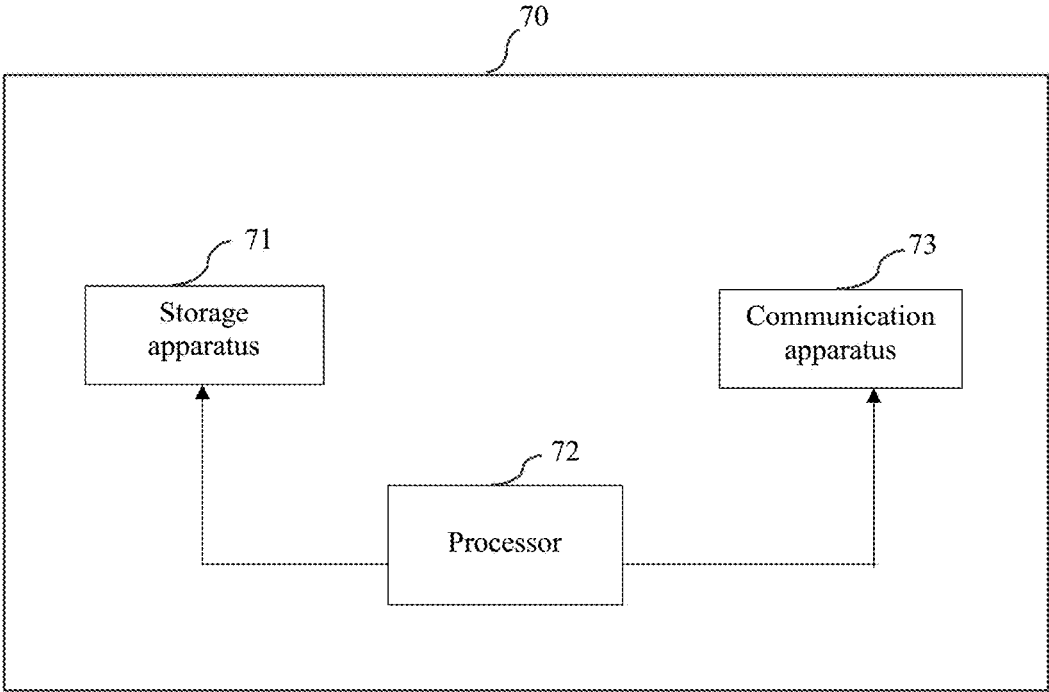 70
71
Storage
apparatus
73
Communication
apparatus
72
Processor